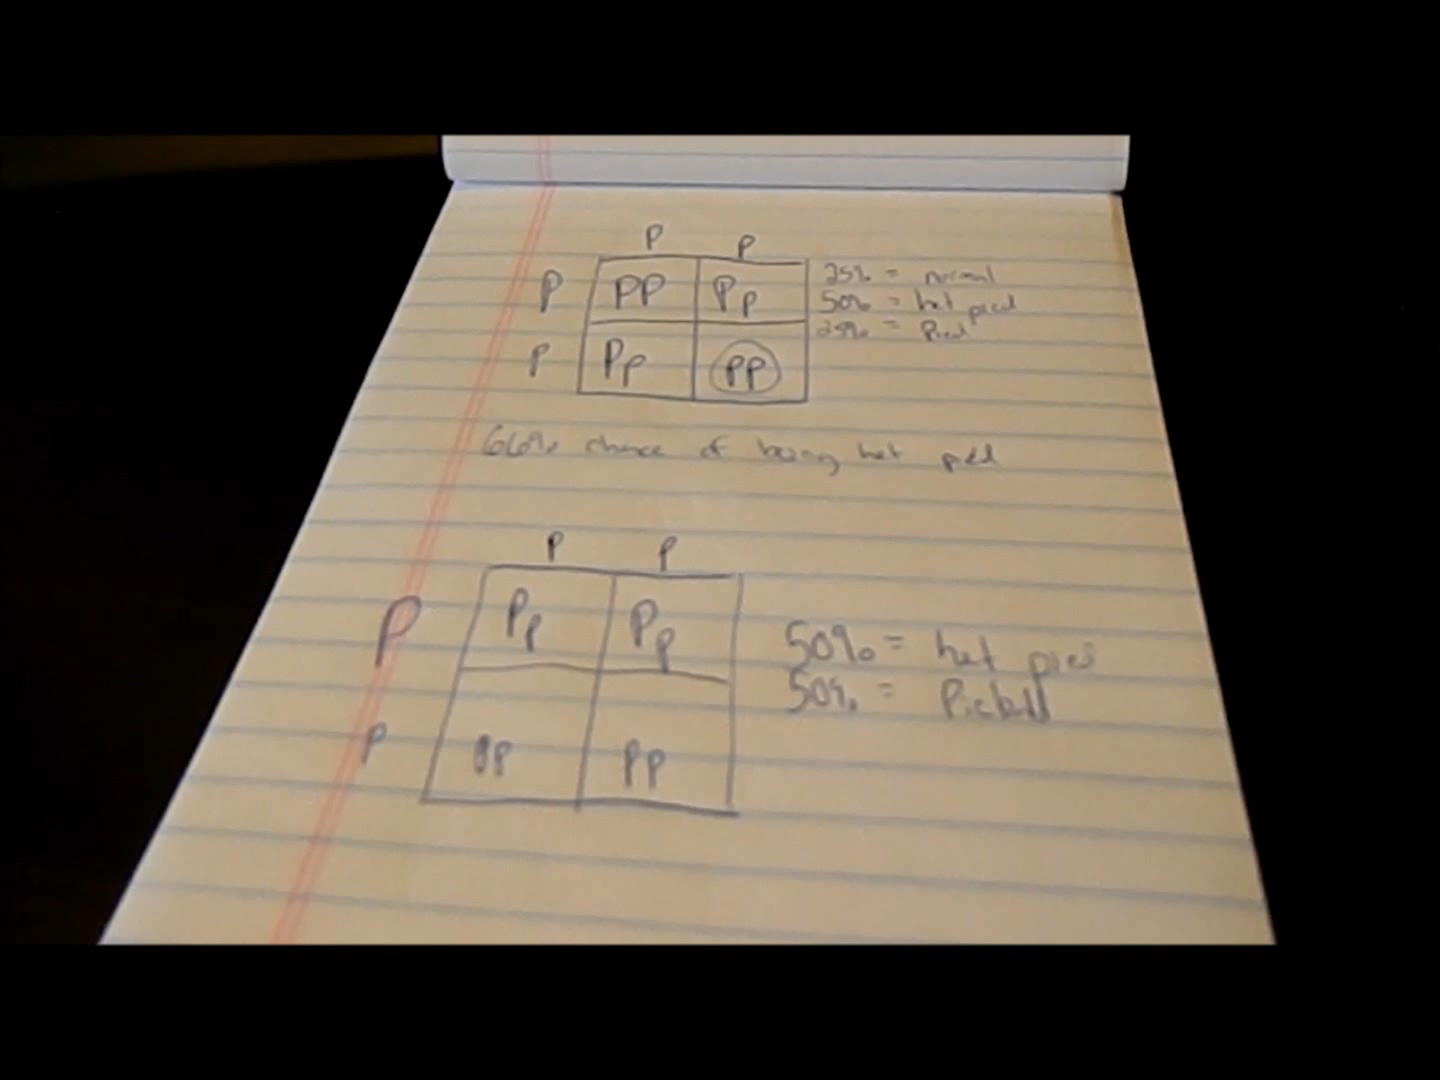 P p
P PP Pp 25% = normal
50% = het pied
p Pp pp 25% = Pied
66% chance of being het pied
p p
P Pp Pp 50% = het pied
50% = Piebald
p pp pp